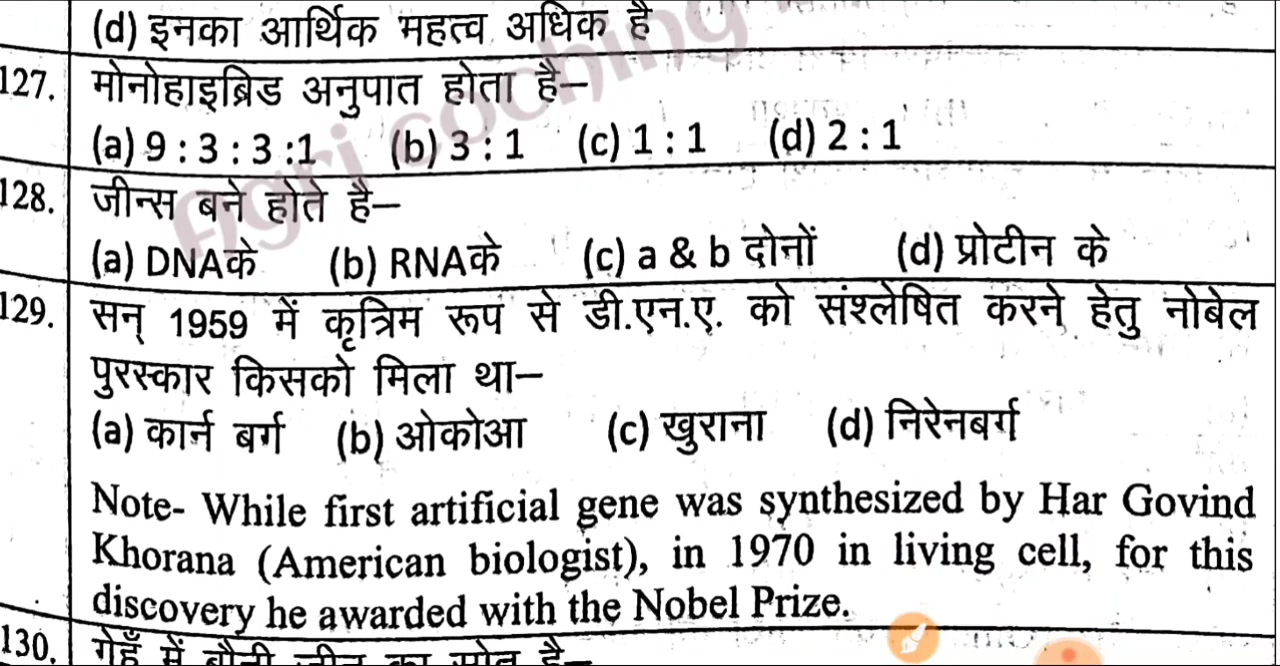 (d) इनका आर्थिक महत्व अधिक है
127. मोनोहाइब्रिड अनुपात होता है–
(a) 9 : 3 : 3 :1 (b) 3 : 1 (c) 1 : 1 (d) 2 : 1
128. जीन्स बने होते है–
(a) DNAके (b) RNAके (c) a & b दोनों (d) प्रोटीन के
129. सन् 1959 में कृत्रिम रूप से डी.एन.ए. को संश्लेषित करने हेतु नोबेल
पुरस्कार किसको मिला था–
(a) कार्न बर्ग (b) ओकोआ (c) खुराना (d) निरेनबर्ग
Note- While first artificial gene was synthesized by Har Govind
Khorana (American biologist), in 1970 in living cell, for this
discovery he awarded with the Nobel Prize.
130. गेहूँ में बौनी जीन का स्रोत है–
Agri coching